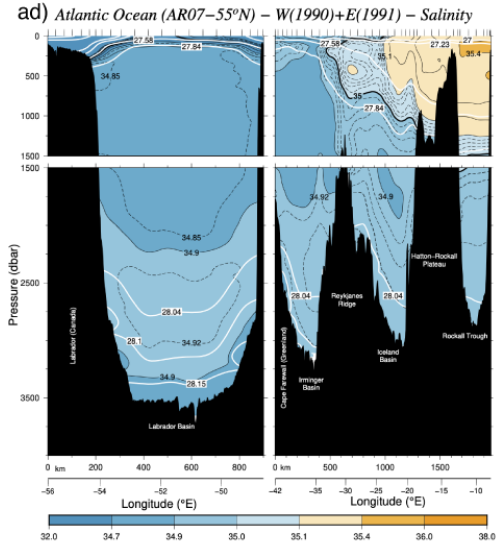 ad) Atlantic Ocean (AR07−55°N) − W(1990)+E(1991) − Salinity
0
500
1000
1500
1500
2500
3500
Pressure (dbar)
27.58
27.84
34.85
27.58
27.23
27
35.1
35.4
35
27.84
34.85
34.9
28.04
34.92
28.1
34.9
28.15
Labrador (Canada)
Labrador Basin
34.92
34.9
28.04
28.04
Hatton−Rockall
Plateau
Reykjanes
Ridge
Rockall Trough
Iceland
Basin
Irminger
Basin
Cape Farewall (Greenland)
0 km 200 400 600 800
0 km 500 1000 1500
−56 −54 −52 −50
−42 −35 −30 −25 −20 −15 −10
Longitude (°E) Longitude (°E)
32.0 34.7 34.9 35.0 35.1 35.4 36.0 38.0